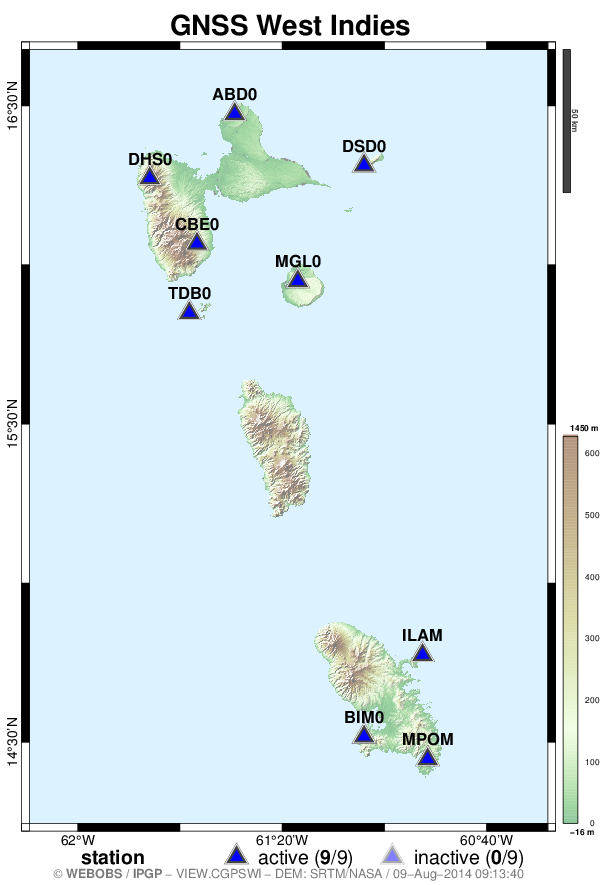 GNSS West Indies
ABD0
16°30'N
50 km
DSD0
DHS0
CBE0
MGL0
TDB0
15°30'N
1450 m
600
500
400
300
200
100
0
−16 m
ILAM
BIM0
MPOM
14°30'N
62°W
61°20'W
60°40'W
station
active (9/9)
inactive (0/9)
© WEBOBS / IPGP − VIEW.CGPSWI − DEM: SRTM/NASA / 09−Aug−2014 09:13:40